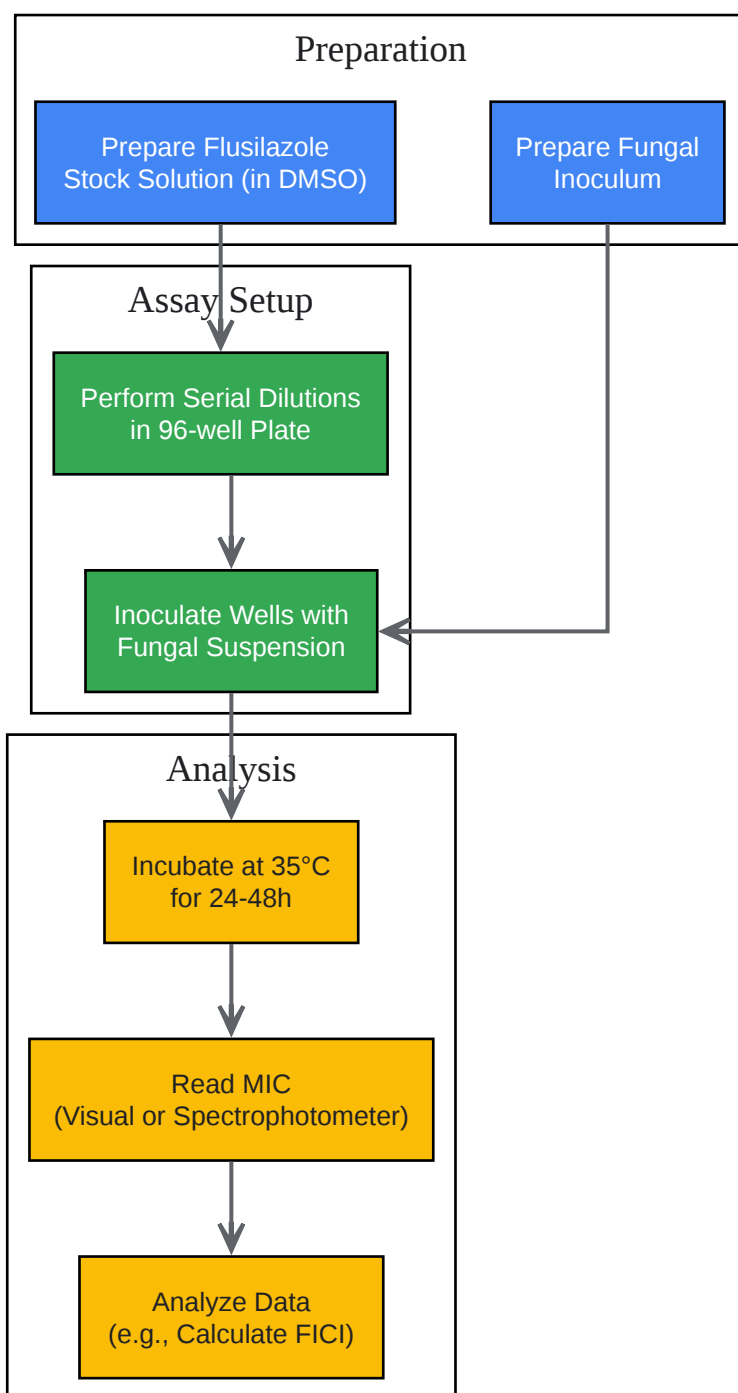 Preparation
Prepare Flusilazole
Stock Solution (in DMSO)
Prepare Fungal
Inoculum
Assay Setup
Perform Serial Dilutions
in 96-well Plate
Inoculate Wells with
Fungal Suspension
Analysis
Incubate at 35°C
for 24-48h
Read MIC
(Visual or Spectrophotometer)
Analyze Data
(e.g., Calculate FICI)